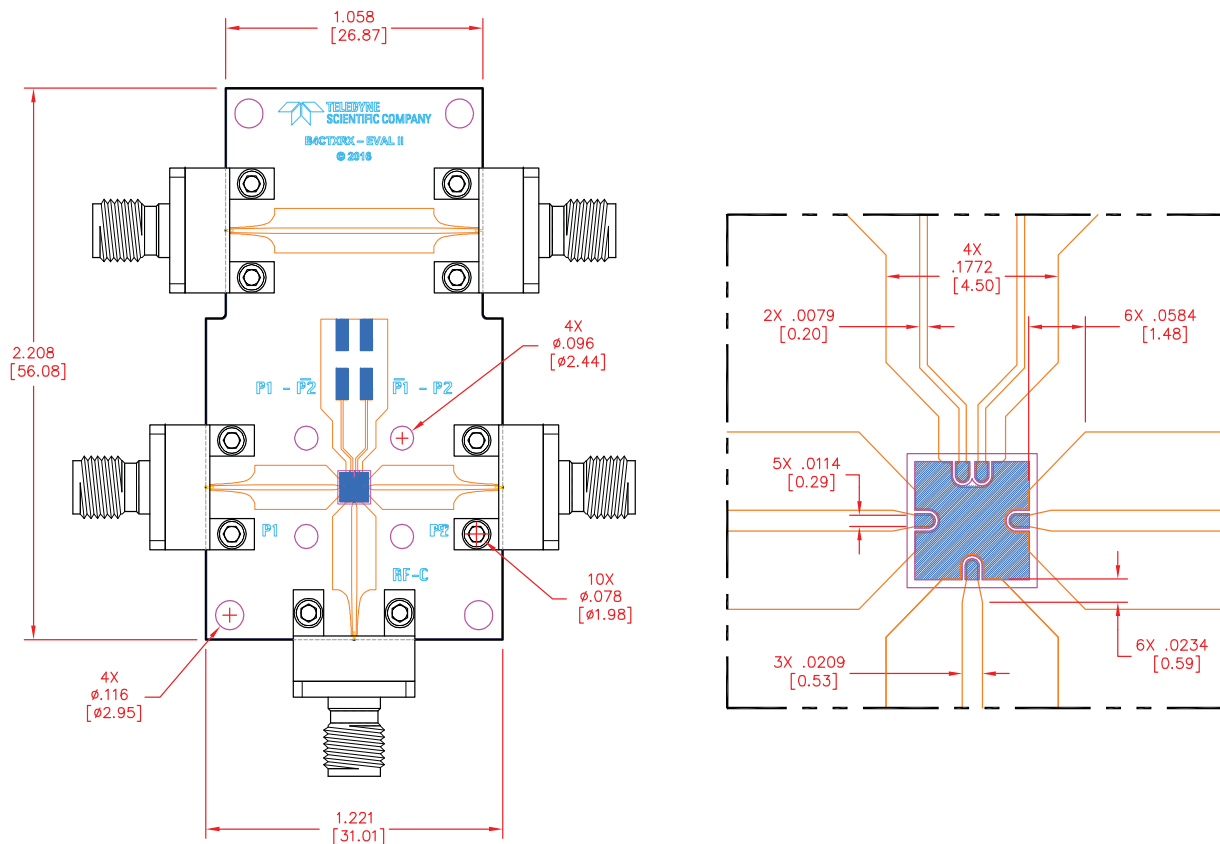 1.058
[26.87]
TELEDYNE
SCIENTIFIC COMPANY
B4CTXRX - EVAL II
© 2016
2.208
[56.08]
4X
ø.096
[ø2.44]
P1 - P̅2̅
P̅1̅ - P2
P1
RF-C
10X
ø.078
[ø1.98]
4X
ø.116
[ø2.95]
1.221
[31.01]
4X
.1772
[4.50]
2X .0079
[0.20]
6X .0584
[1.48]
5X .0114
[0.29]
6X .0234
[0.59]
3X .0209
[0.53]